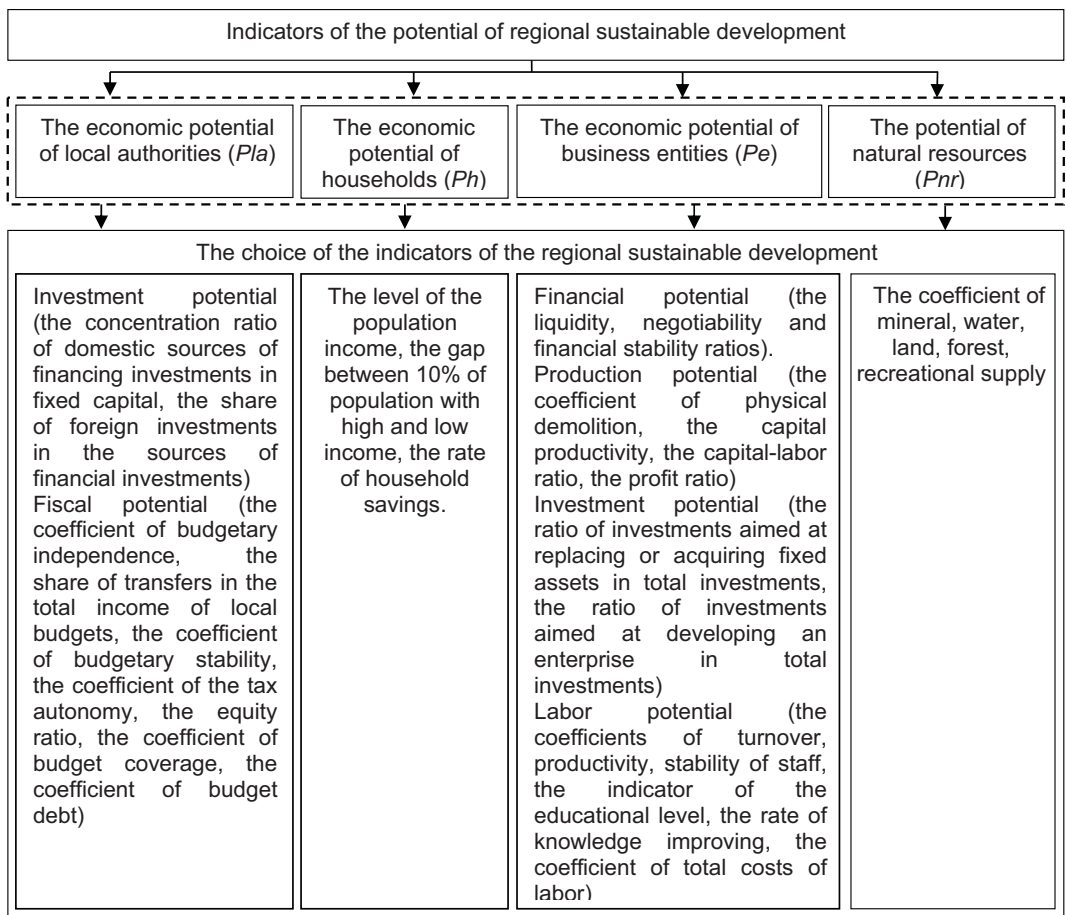 Indicators of the potential of regional sustainable development
The economic potential
of local authorities (Pla)
The economic
potential of
households (Ph)
The economic potential of
business entities (Pe)
The potential of
natural resources
(Pnr)
The choice of the indicators of the regional sustainable development
Investment potential
(the concentration ratio
of domestic sources of
financing investments in
fixed capital, the share
of foreign investments
in the sources of
financial investments)
Fiscal potential (the
coefficient of budgetary
independence, the
share of transfers in the
total income of local
budgets, the coefficient
of budgetary stability,
the coefficient of the tax
autonomy, the equity
ratio, the coefficient of
budget coverage, the
coefficient of budget
debt)
The level of the
population
income, the gap
between 10% of
population with
high and low
income, the rate
of household
savings.
Financial potential (the
liquidity, negotiability and
financial stability ratios).
Production potential (the
coefficient of physical
demolition, the capital
productivity, the capital-labor
ratio, the profit ratio)
Investment potential (the
ratio of investments aimed at
replacing or acquiring fixed
assets in total investments,
the ratio of investments
aimed at developing an
enterprise in total
investments)
Labor potential (the
coefficients of turnover,
productivity, stability of staff,
the indicator of the
educational level, the rate of
knowledge improving, the
coefficient of total costs of
labor)
The coefficient of
mineral, water,
land, forest,
recreational supply